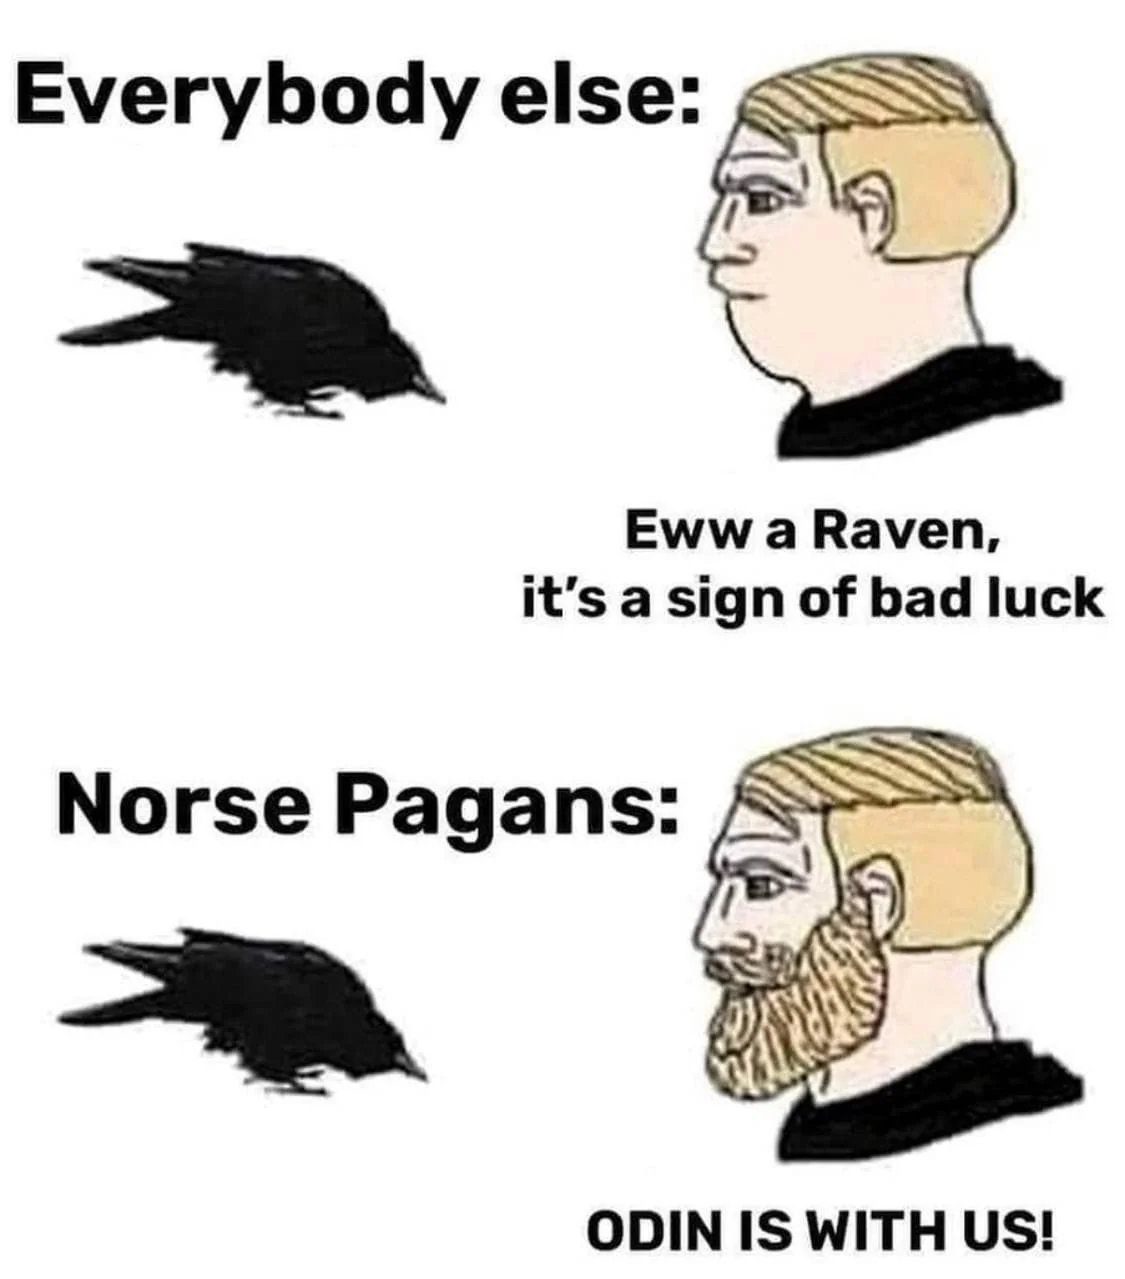 Everybody else:
Eww a Raven,
it's a sign of bad luck
Norse Pagans:
ODIN IS WITH US!